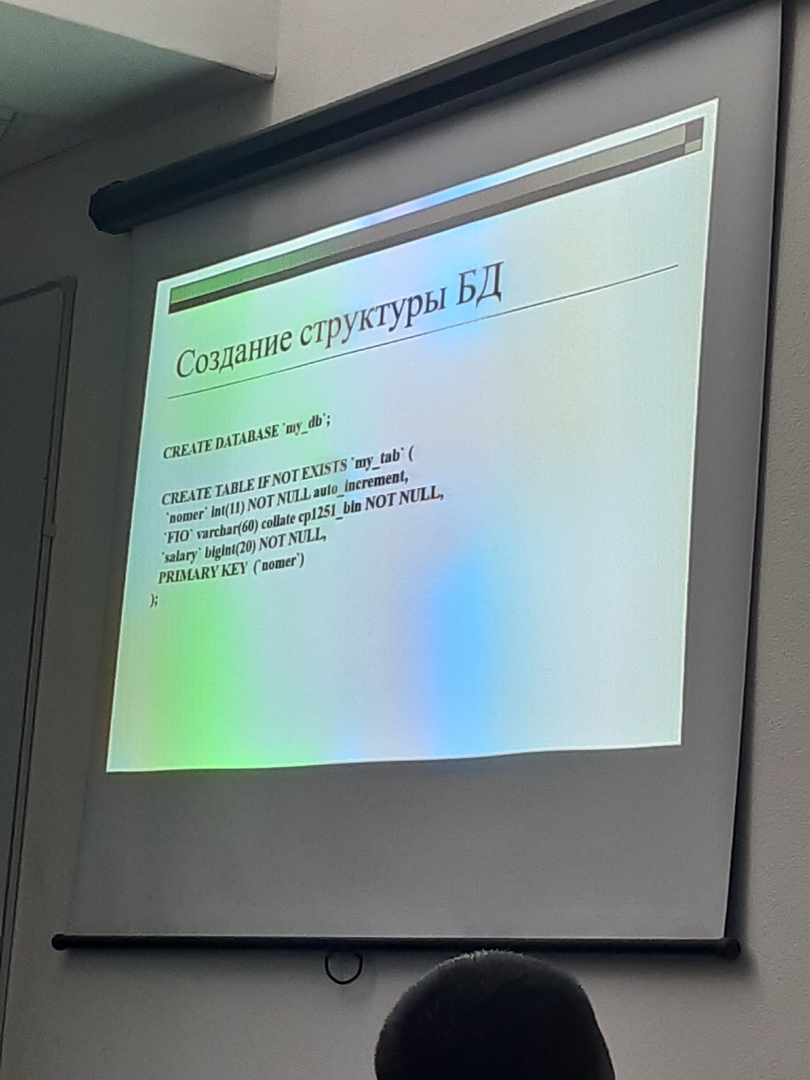 Создание структуры БД
CREATE DATABASE `my_db`;
CREATE TABLE IF NOT EXISTS `my_tab` (
`nomer` int(11) NOT NULL auto_increment,
`FIO` varchar(60) collate cp1251_bin NOT NULL,
`salary` bigint(20) NOT NULL,
PRIMARY KEY (`nomer`)
);